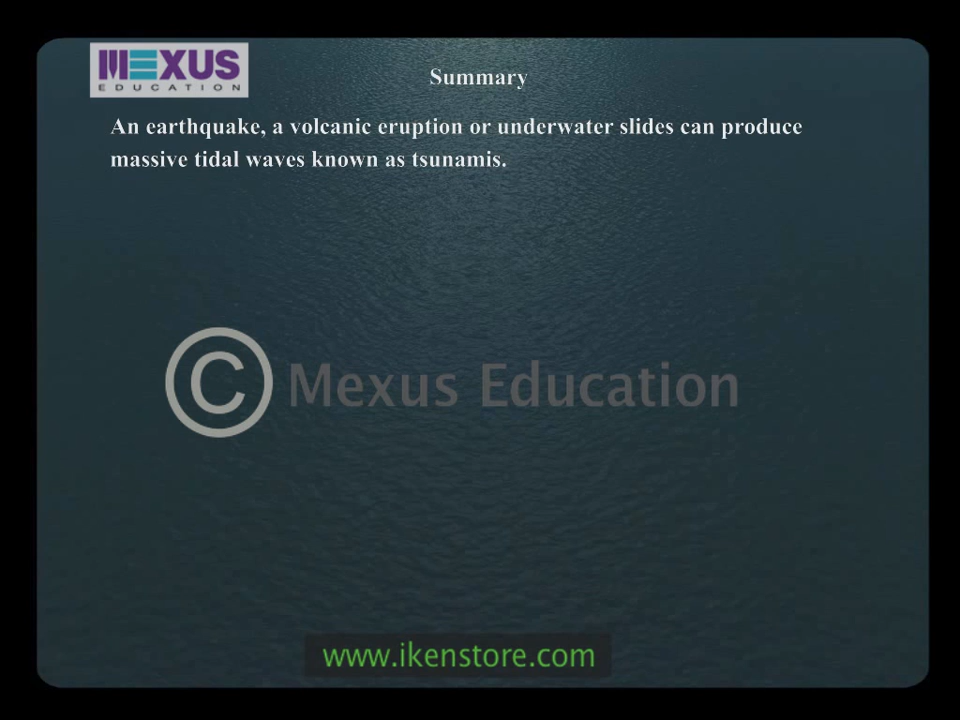 MEXUS
EDUCATION
Summary
An earthquake, a volcanic eruption or underwater slides can produce
massive tidal waves known as tsunamis.
© Mexus Education
www.ikenstore.com